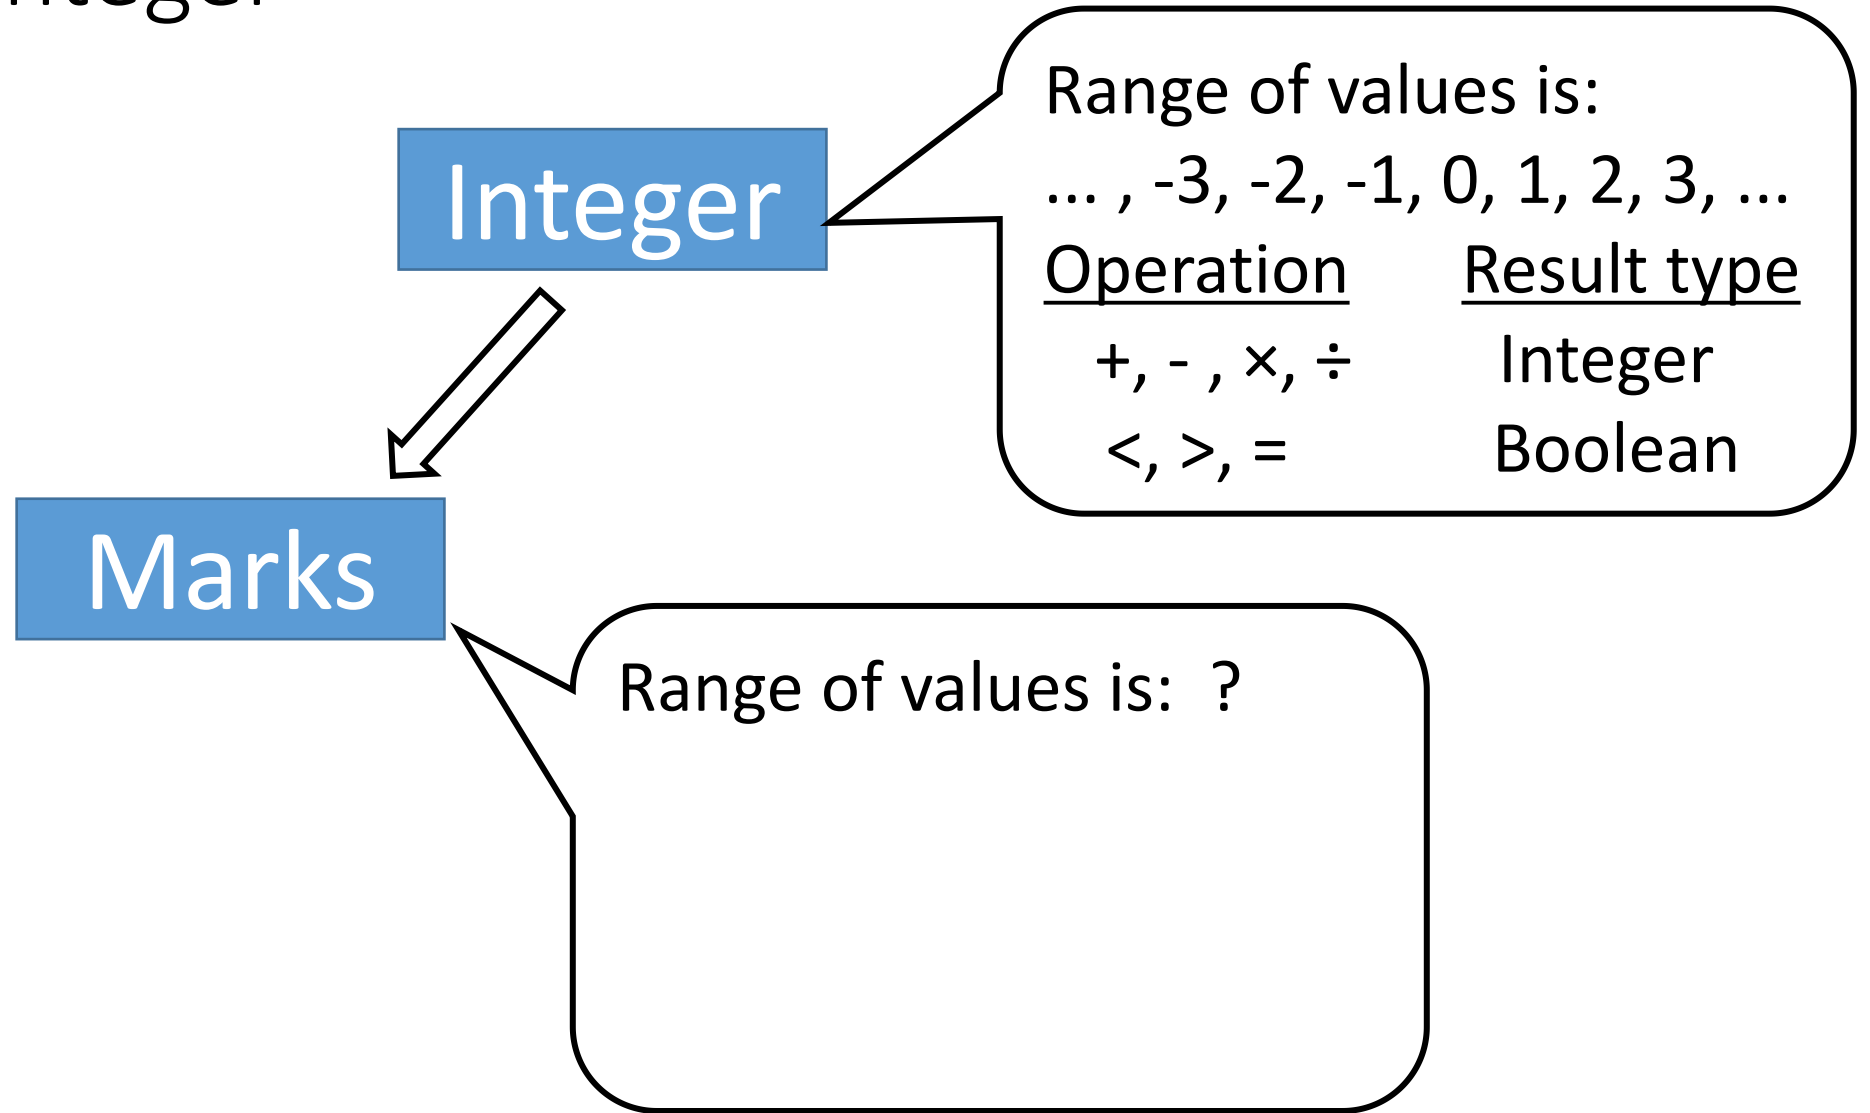 Integer
Integer
Range of values is:
... , -3, -2, -1, 0, 1, 2, 3, ...
Operation Result type
+, - , ×, ÷ Integer
<, >, = Boolean
Marks
Range of values is: ?